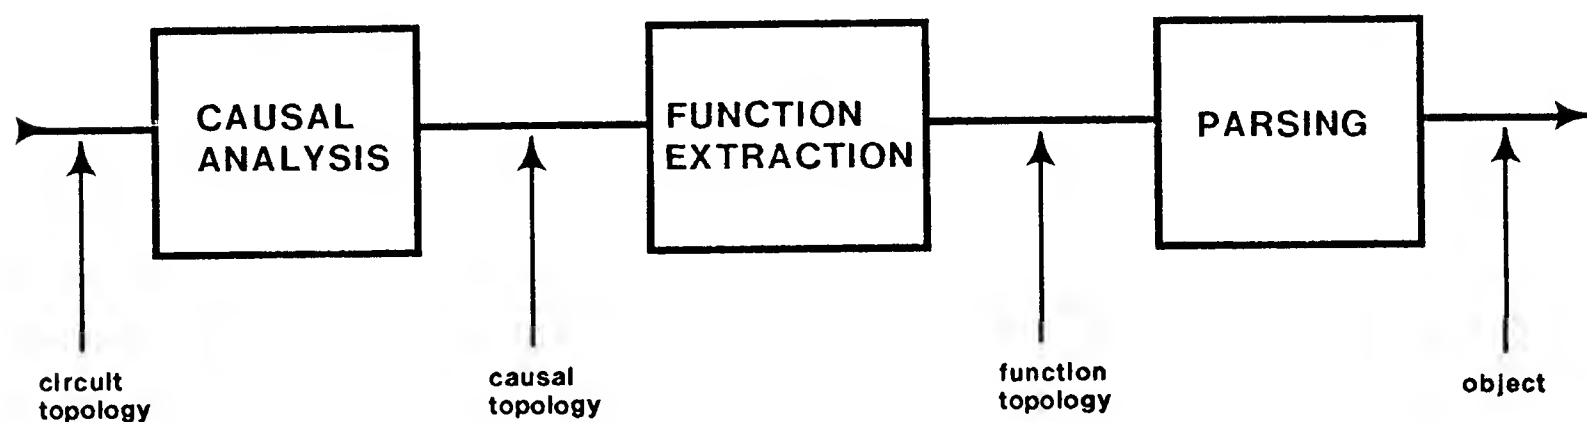 CAUSAL
ANALYSIS
FUNCTION
EXTRACTION
PARSING
circuit
topology
causal
topology
function
topology
object